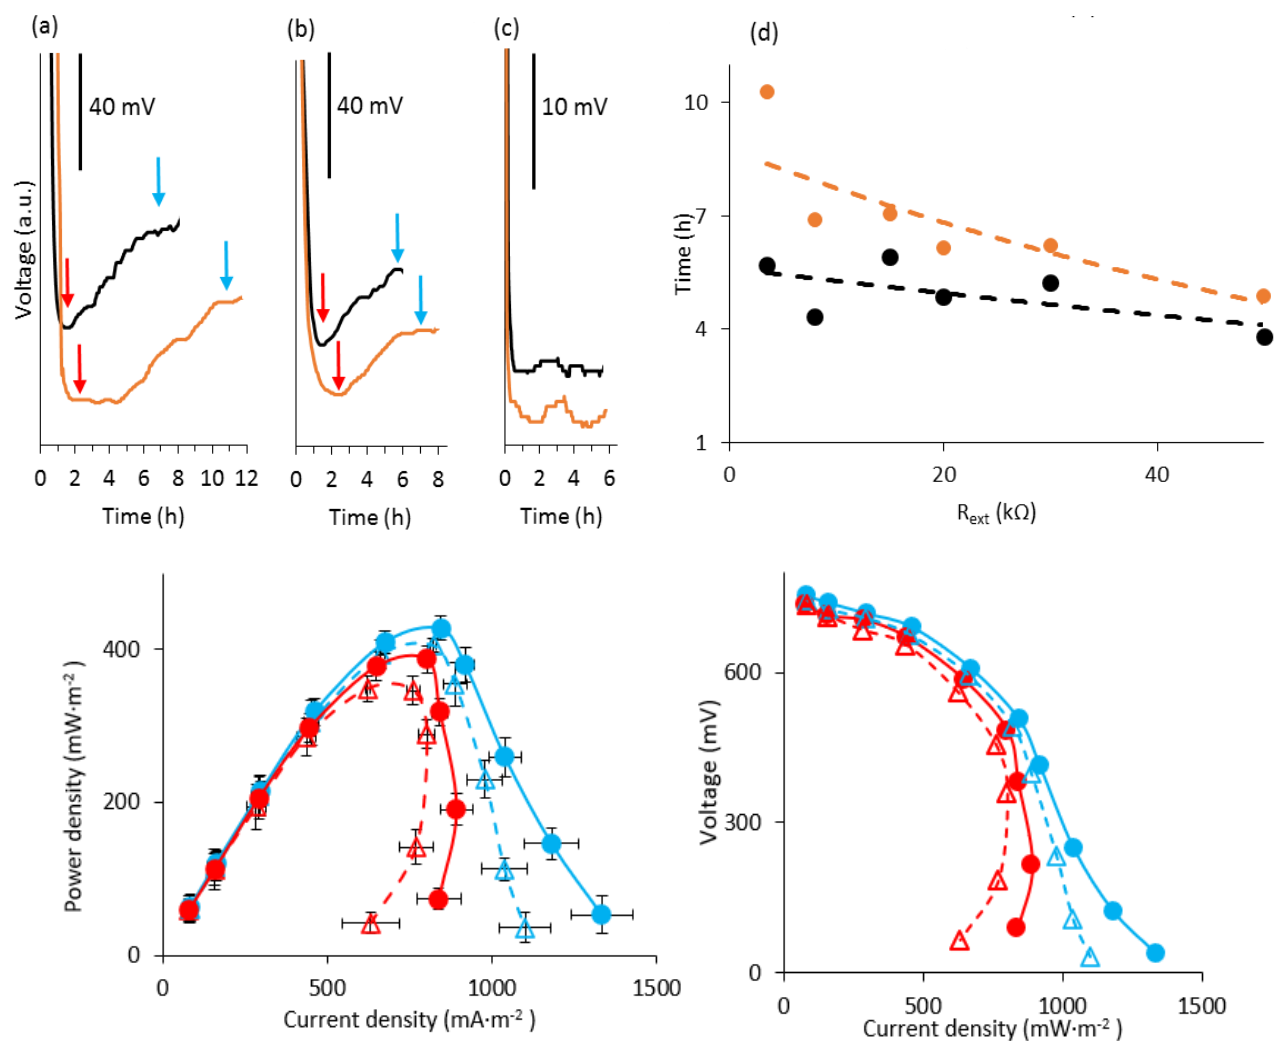 (a)
(b)
(c)
(d)
40 mV
40 mV
10 mV
Voltage (a.u.)
0 2 4 6 8 10 12
Time (h)
0 2 4 6 8
Time (h)
0 2 4 6
Time (h)
Time (h)
10
7
4
1
0 20 40
Rext (kΩ)
Power density (mW·m-2)
400
200
0
0 500 1000 1500
Current density (mA·m-2 )
Voltage (mV)
600
300
0
0 500 1000 1500
Current density (mW·m-2 )